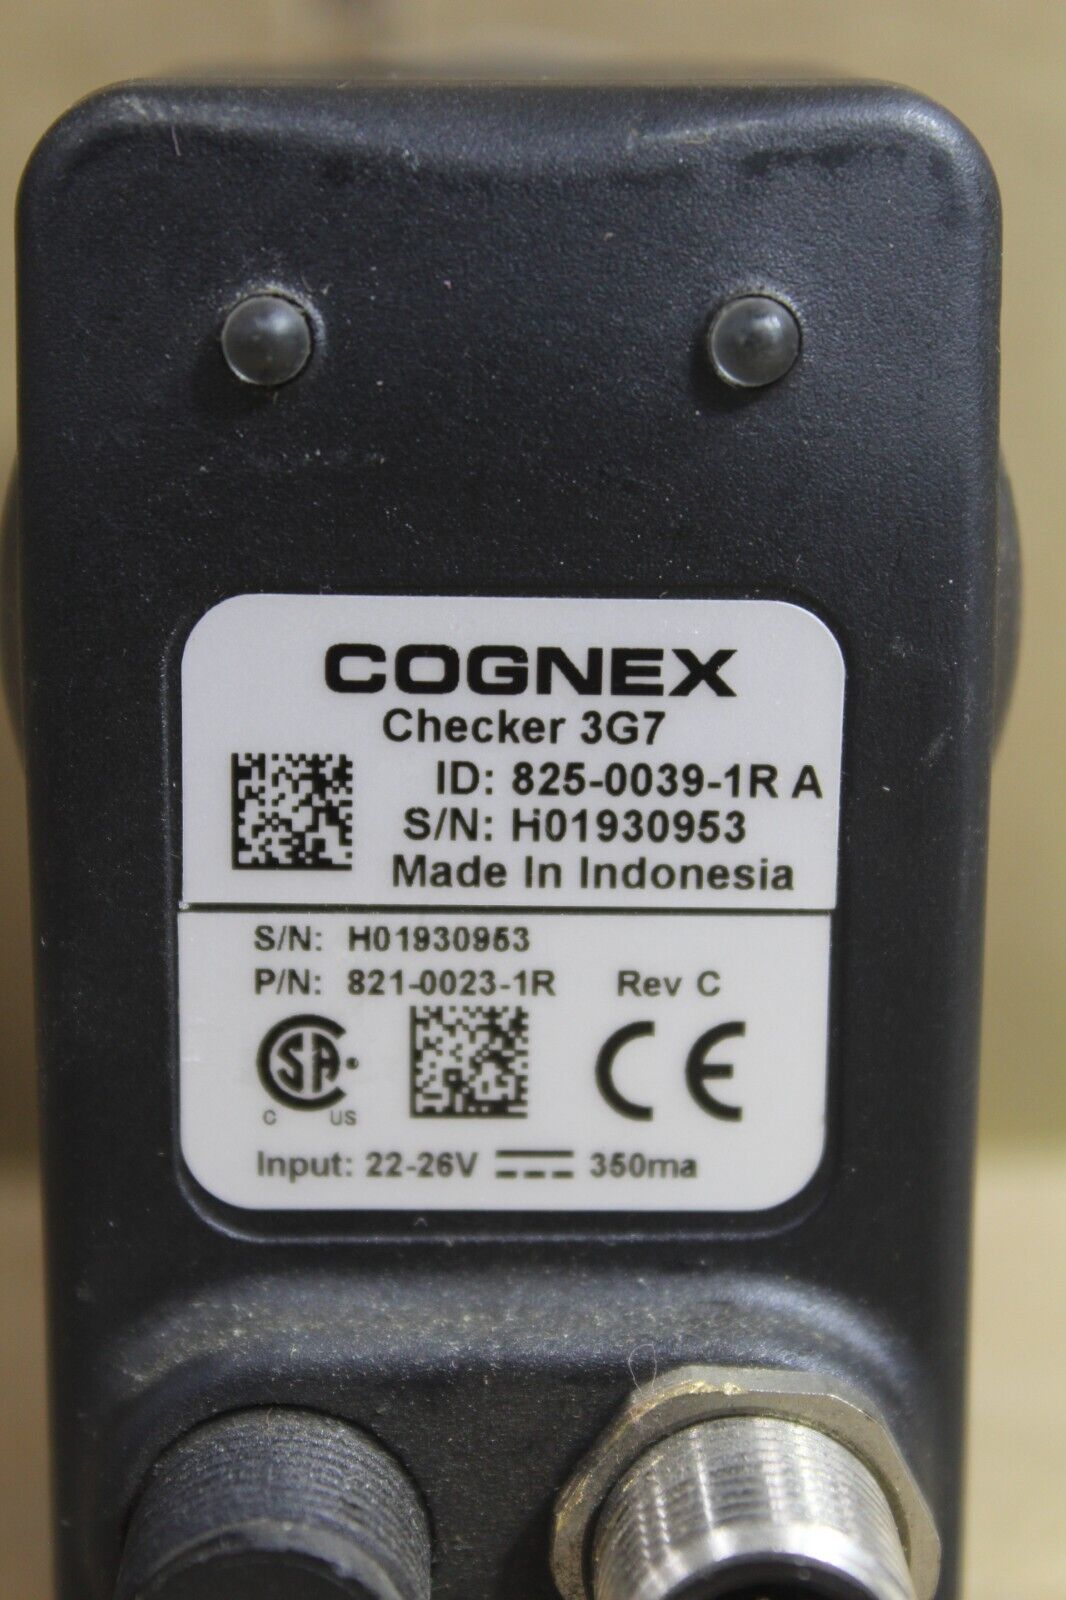 COGNEX
Checker 3G7
ID: 825-0039-1R A
S/N: H01930953
Made In Indonesia
S/N: H01930953
P/N: 821-0023-1R Rev C
CSA CE
C US
Input: 22-26V 350ma